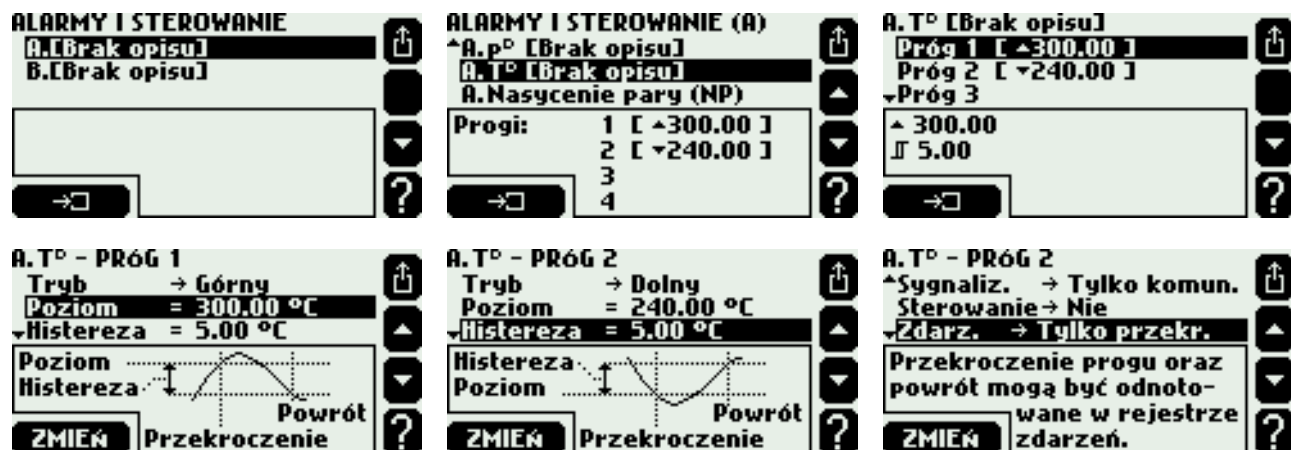 ALARMY I STEROWANIE
A.[Brak opisu]
B.[Brak opisu]
ALARMY I STEROWANIE (A)
A.pᴰ [Brak opisu]
A.Tᴰ [Brak opisu]
A.Nasycenie pary (NP)
Progi: 1 [ ▲300.00 ]
2 [ ▼240.00 ]
3
4
?
A.Tᴰ [Brak opisu]
Próg 1 [ ▲300.00 ]
Próg 2 [ ▼240.00 ]
Próg 3
▲ 300.00
5.00
?
A.Tᴰ - PRóG 1
Tryb → Górny
Poziom = 300.00 ºC
Histereza = 5.00 ºC
Poziom
Histereza
Powrót
ZMIEń Przekroczenie
?
A.Tᴰ - PRóG 2
Tryb → Dolny
Poziom = 240.00 ºC
Histereza = 5.00 ºC
Histereza
Poziom
Powrót
ZMIEń Przekroczenie
?
A.Tᴰ - PRóG 2
Sygnaliz. → Tylko komun.
Sterowanie → Nie
Zdarz. → Tylko przekr.
Przekroczenie progu oraz
powrót mogą być odnoto-
wane w rejestrze
ZMIEń zdarzeń.
?